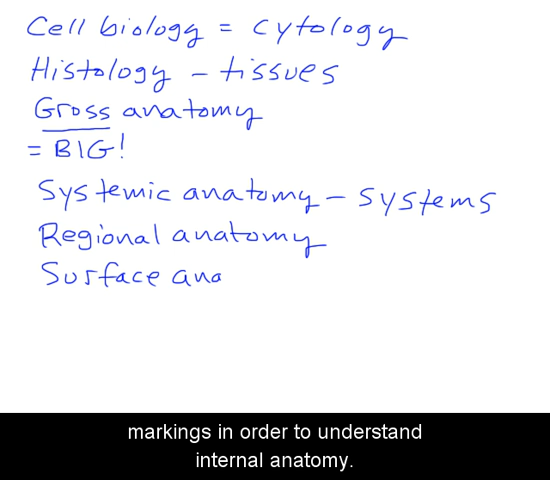 Cell biology = cytology
Histology - tissues
Gross anatomy
= BIG!
Systemic anatomy - systems
Regional anatomy
Surface ana
markings in order to understand
internal anatomy.